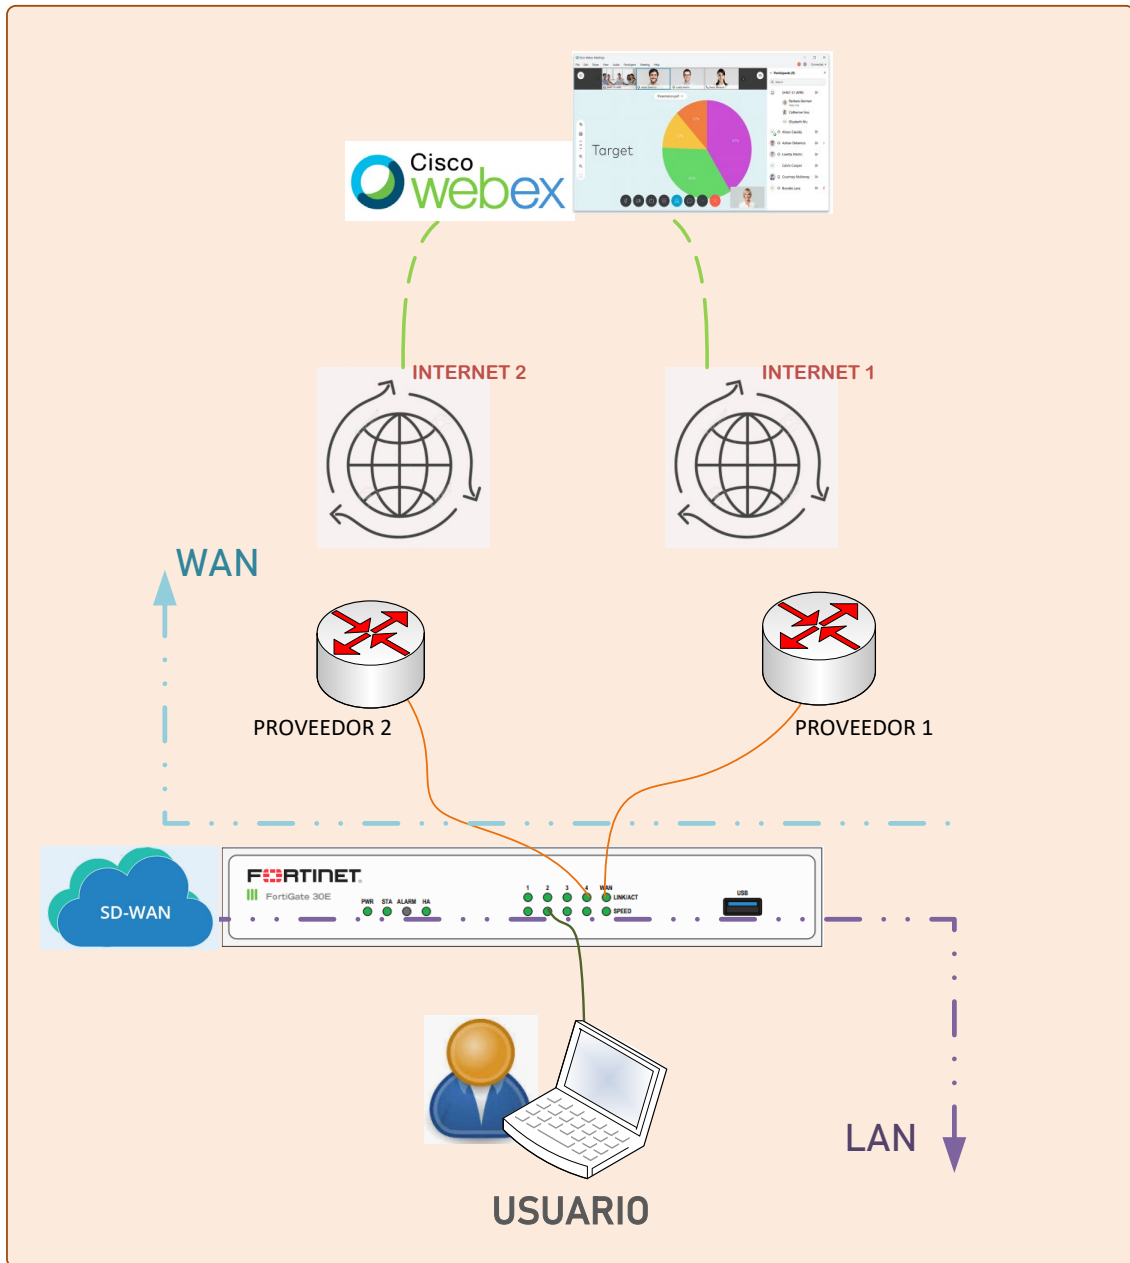 Cisco
webex
Target
INTERNET 2
INTERNET 1
WAN
PROVEEDOR 2
PROVEEDOR 1
SD-WAN
FORTINET
FortiGate 30E
PWR STA ALARM HA
1 2 3 4 WAN
LINK/ACT
SPEED
USB
LAN
USUARIO